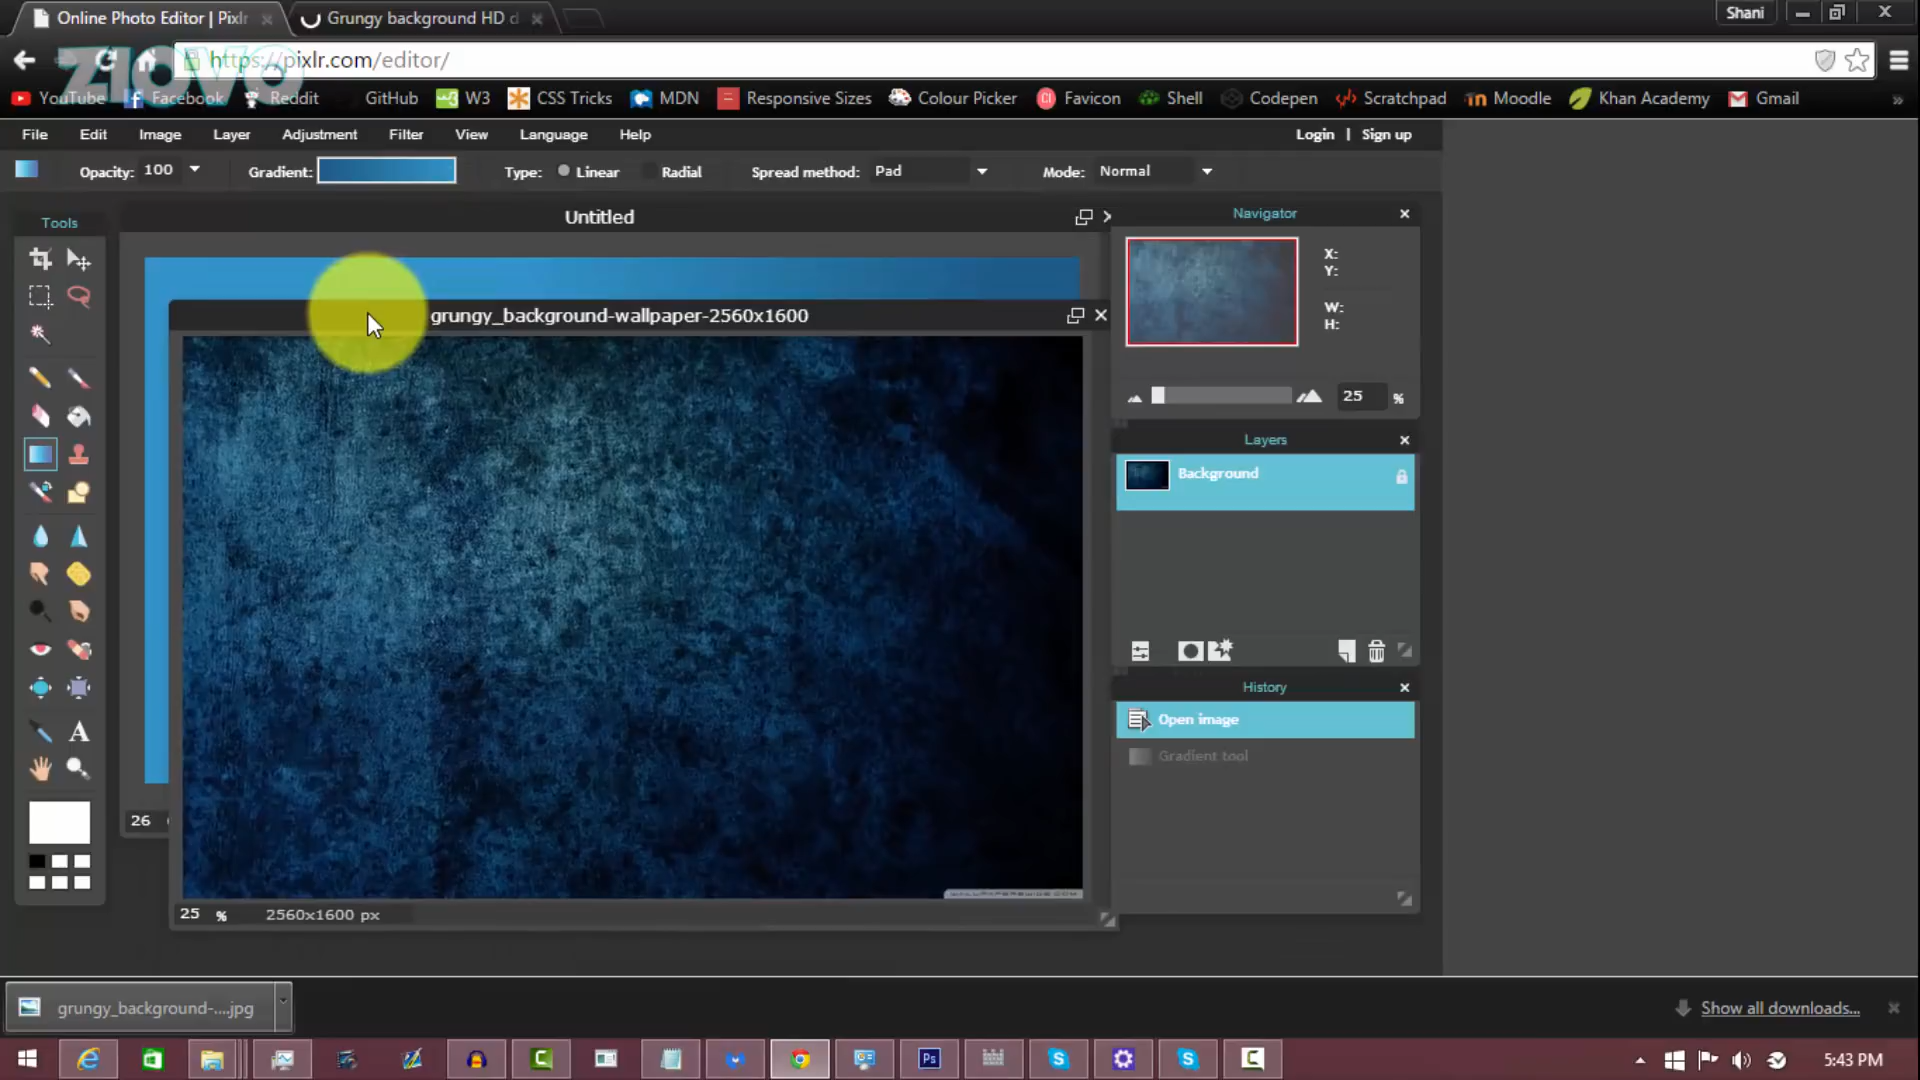 Online Photo Editor | Pixlr
Grungy background HD d
Shani
ziovo
https://pixlr.com/editor/
YouTube Facebook Reddit GitHub W3 CSS Tricks MDN Responsive Sizes Colour Picker Favicon Shell Codepen Scratchpad Moodle Khan Academy Gmail »
File Edit Image Layer Adjustment Filter View Language Help Login | Sign up
Opacity: 100 Gradient: Type: Linear Radial Spread method: Pad Mode: Normal
Tools
Untitled
Navigator
grungy_background-wallpaper-2560x1600
X:
Y:
W:
H:
25 %
Layers
Background
History
Open image
Gradient tool
26
25 % 2560x1600 px
grungy_background-....jpg
Show all downloads...
5:43 PM